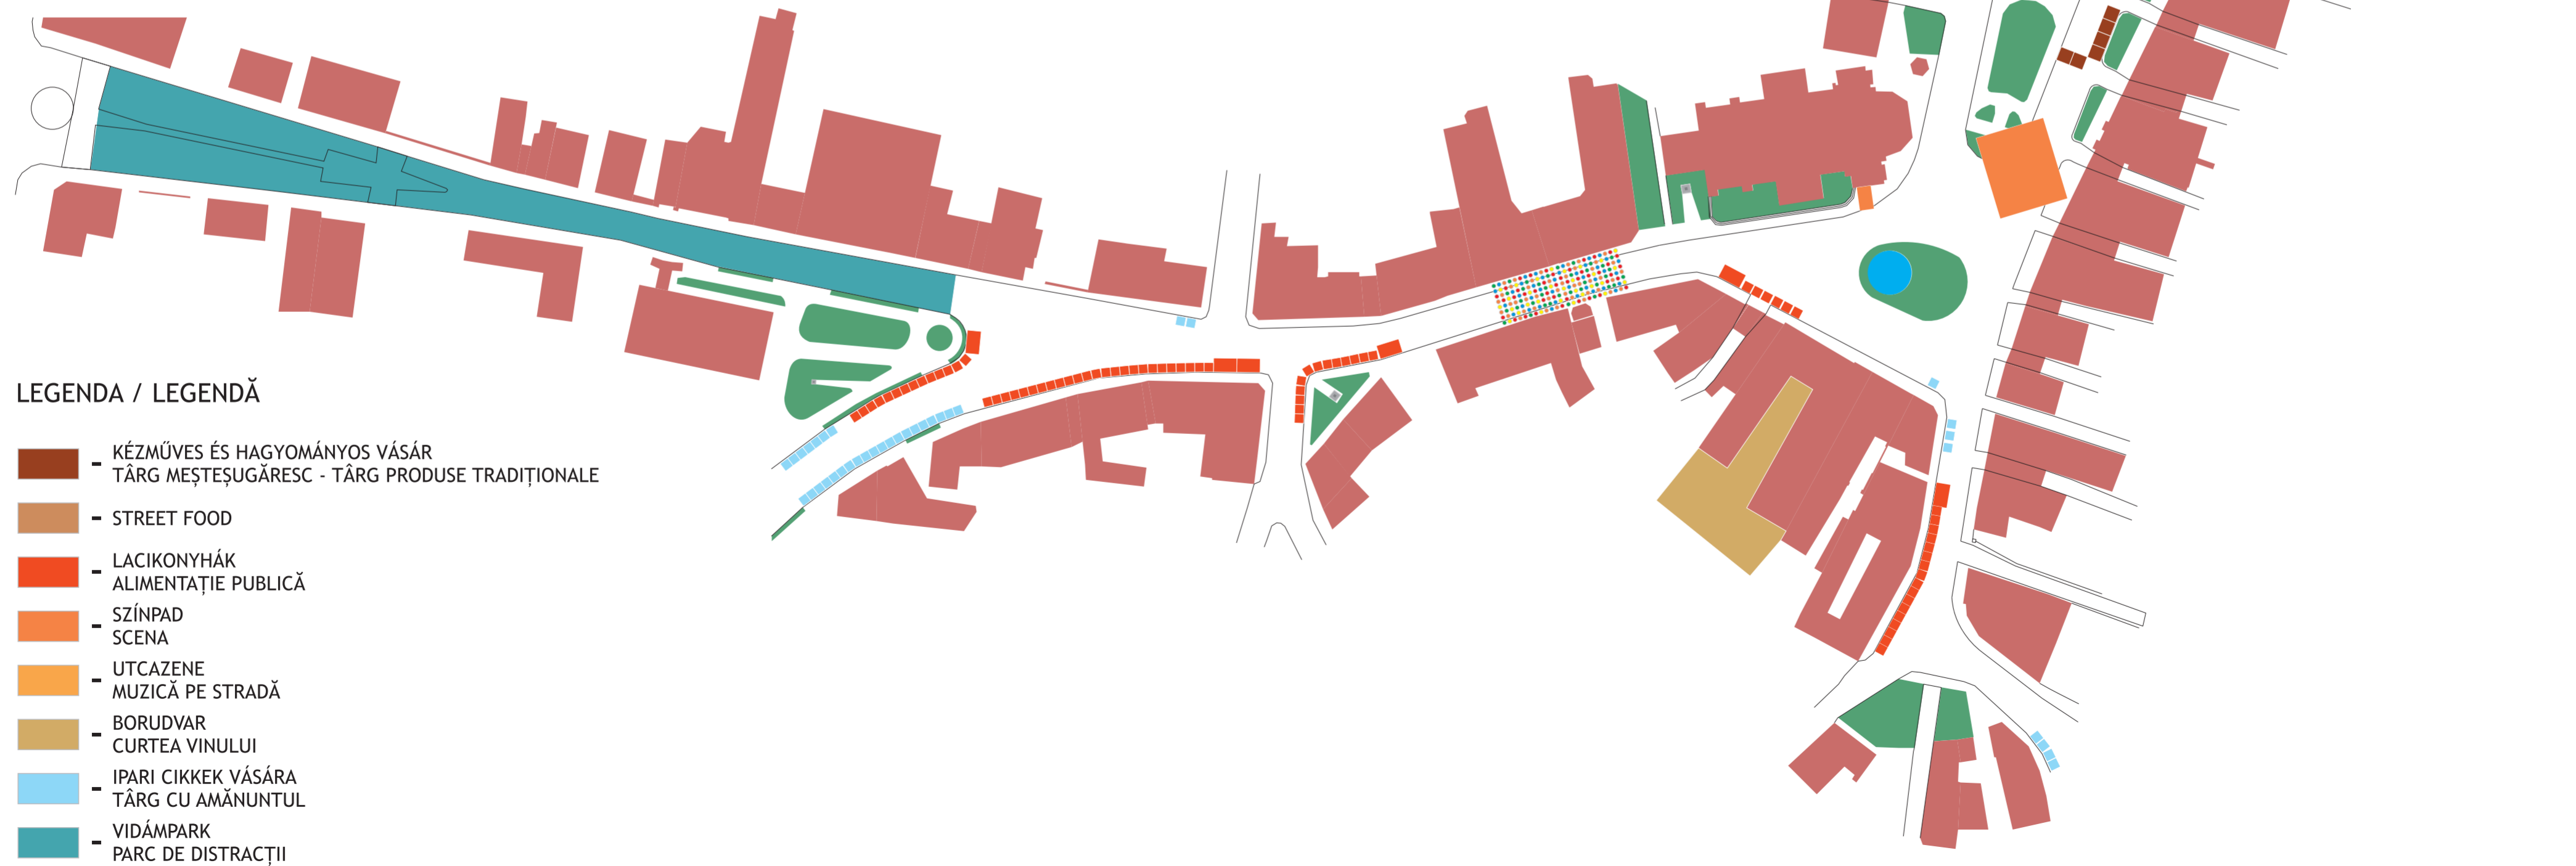 LEGENDA / LEGENDĂ
KÉZMŰVES ÉS HAGYOMÁNYOS VÁSÁR
TÂRG MEȘTEȘUGĂRESC - TÂRG PRODUSE TRADIȚIONALE
STREET FOOD
LACIKONYHÁK
ALIMENTAȚIE PUBLICĂ
SZÍNPAD
SCENA
UTCAZENE
MUZICĂ PE STRADĂ
BORUDVAR
CURTEA VINULUI
IPARI CIKKEK VÁSÁRA
TÂRG CU AMĂNUNTUL
VIDÁMPARK
PARC DE DISTRACȚII